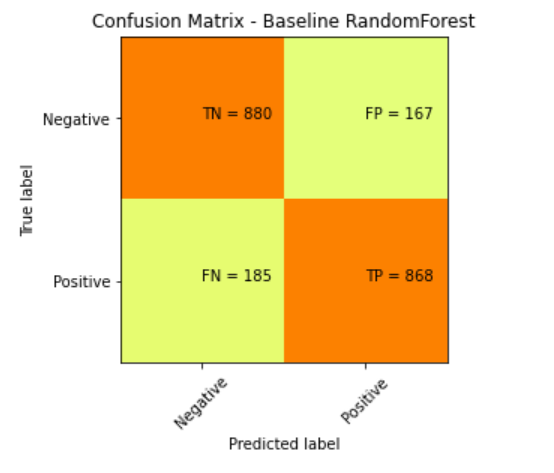 Confusion Matrix - Baseline RandomForest
True label
Negative
TN = 880
FP = 167
Positive
FN = 185
TP = 868
Negative
Positive
Predicted label